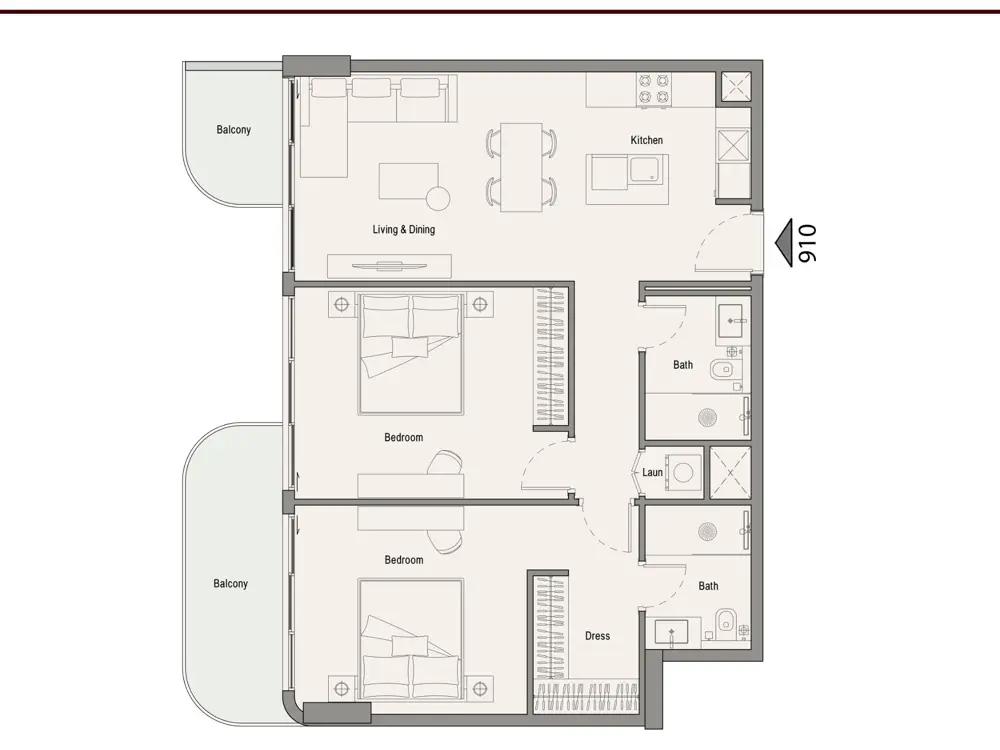 Balcony
Kitchen
Living & Dining
910
Bath
Bedroom
Laun
Bedroom
Balcony
Bath
Dress